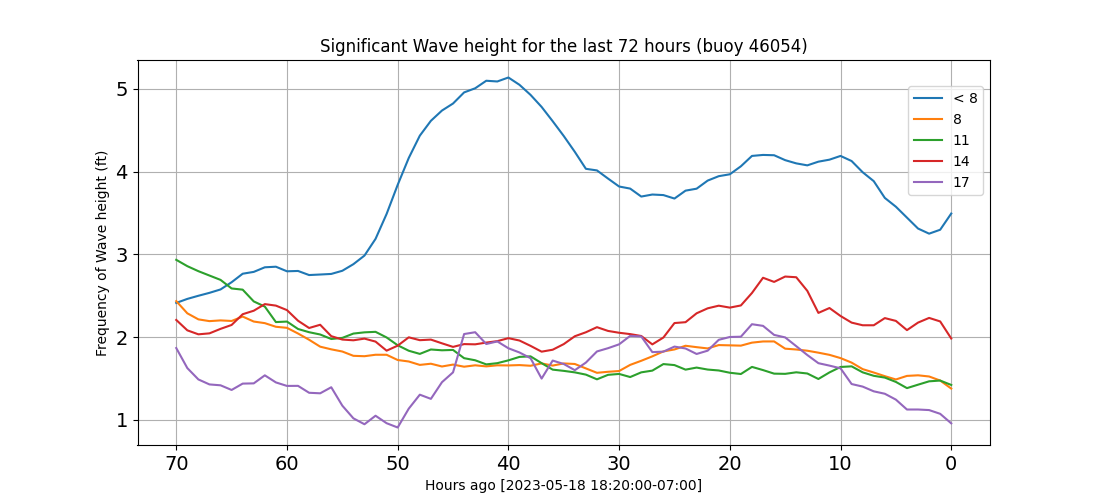 Significant Wave height for the last 72 hours (buoy 46054)
Frequency of Wave height (ft)
5
4
3
2
1
< 8
8
11
14
17
70 60 50 40 30 20 10 0
Hours ago [2023-05-18 18:20:00-07:00]